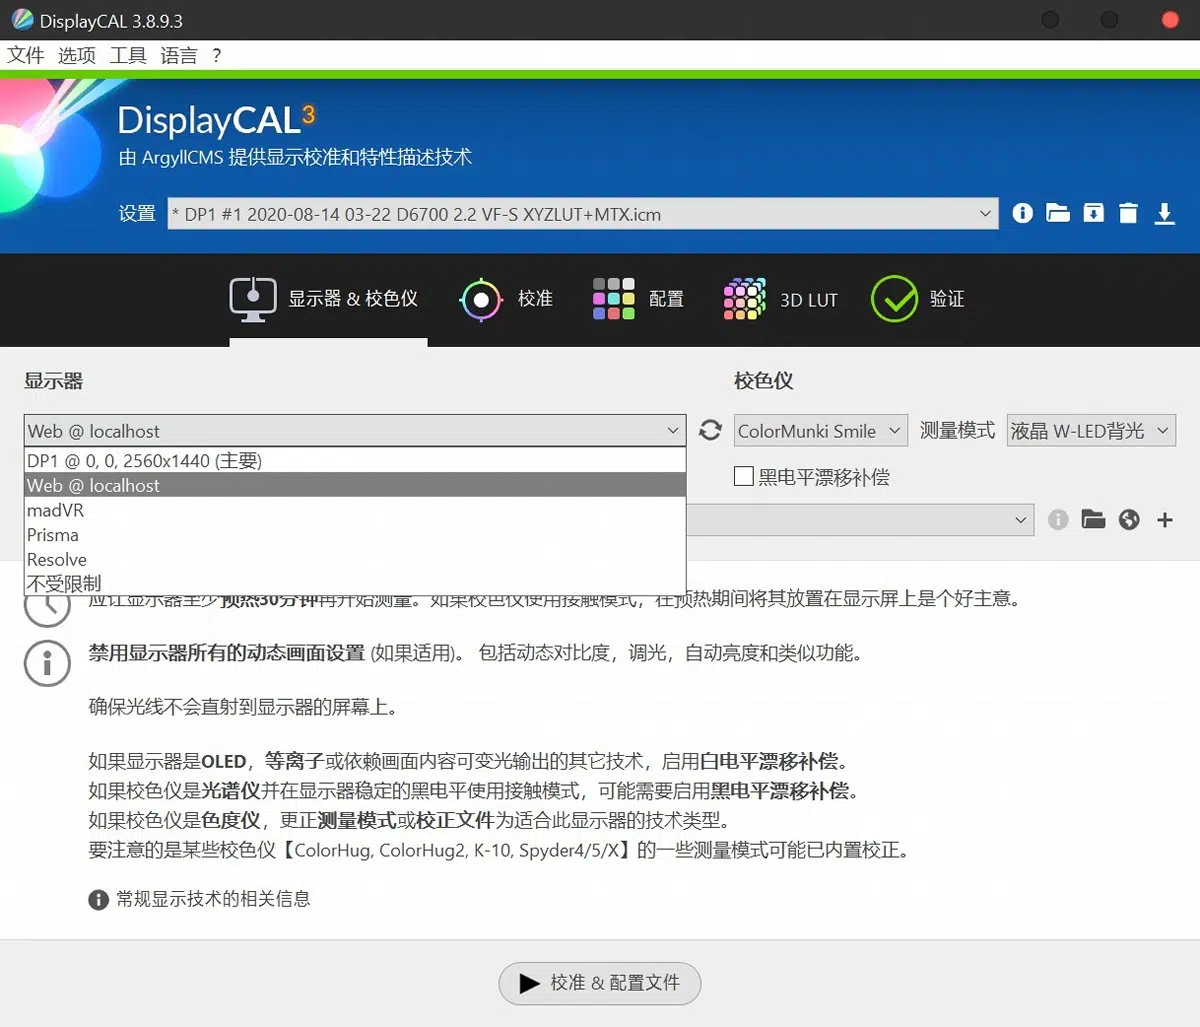 DisplayCAL 3.8.9.3
文件 选项 工具 语言 ?
DisplayCAL3
由 ArgyllCMS 提供显示校准和特性描述技术
设置 * DP1 #1 2020-08-14 03-22 D6700 2.2 VF-S XYZLUT+MTX.icm
显示器 & 校色仪 校准 配置 3D LUT 验证
显示器 校色仪
Web @ localhost ColorMunki Smile 测量模式 液晶 W-LED背光
DP1 @ 0, 0, 2560x1440 (主要)
黑电平漂移补偿
Web @ localhost
madVR
Prisma
Resolve
不受限制
应让显示器至少预热30分钟再开始测量。如果校色仪使用接触模式，在预热期间将其放置在显示屏上是个好主意。
禁用显示器所有的动态画面设置 (如果适用)。 包括动态对比度，调光，自动亮度和类似功能。
确保光线不会直射到显示器的屏幕上。
如果显示器是OLED，等离子或依赖画面内容可变光输出的其它技术，启用白电平漂移补偿。
如果校色仪是光谱仪并在显示器稳定的黑电平使用接触模式，可能需要启用黑电平漂移补偿。
如果校色仪是色度仪，更正测量模式或校正文件为适合此显示器的技术类型。
要注意的是某些校色仪【ColorHug, ColorHug2, K-10, Spyder4/5/X】的一些测量模式可能已内置校正。
常规显示技术的相关信息
校准 & 配置文件